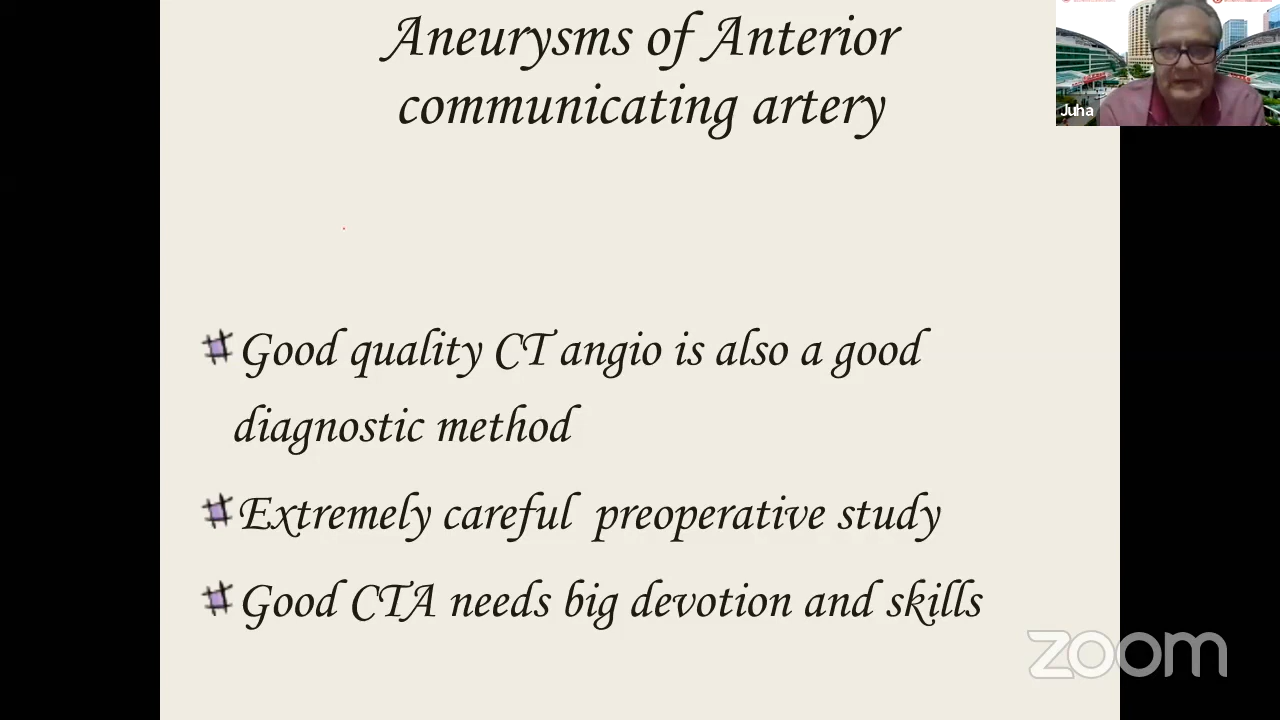 Aneurysms of Anterior
communicating artery
Juha
Good quality CT angio is also a good
diagnostic method
Extremely careful preoperative study
Good CTA needs big devotion and skills
zoom